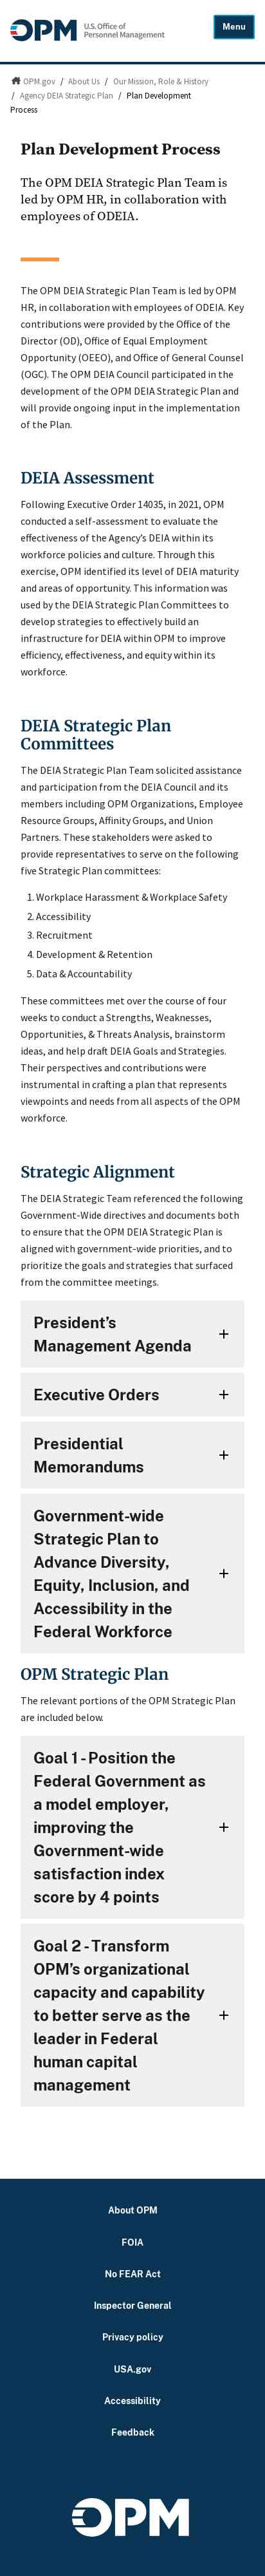 OPM U.S. Office of
Personnel Management
Menu
OPM.gov / About Us / Our Mission, Role & History
/ Agency DEIA Strategic Plan / Plan Development
Process
Plan Development Process
The OPM DEIA Strategic Plan Team is
led by OPM HR, in collaboration with
employees of ODEIA.
The OPM DEIA Strategic Plan Team is led by OPM
HR, in collaboration with employees of ODEIA. Key
contributions were provided by the Office of the
Director (OD), Office of Equal Employment
Opportunity (OEEO), and Office of General Counsel
(OGC). The OPM DEIA Council participated in the
development of the OPM DEIA Strategic Plan and
will provide ongoing input in the implementation
of the Plan.
DEIA Assessment
Following Executive Order 14035, in 2021, OPM
conducted a self-assessment to evaluate the
effectiveness of the Agency’s DEIA within its
workforce policies and culture. Through this
exercise, OPM identified its level of DEIA maturity
and areas of opportunity. This information was
used by the DEIA Strategic Plan Committees to
develop strategies to effectively build an
infrastructure for DEIA within OPM to improve
efficiency, effectiveness, and equity within its
workforce.
DEIA Strategic Plan
Committees
The DEIA Strategic Plan Team solicited assistance
and participation from the DEIA Council and its
members including OPM Organizations, Employee
Resource Groups, Affinity Groups, and Union
Partners. These stakeholders were asked to
provide representatives to serve on the following
five Strategic Plan committees:
1. Workplace Harassment & Workplace Safety
2. Accessibility
3. Recruitment
4. Development & Retention
5. Data & Accountability
These committees met over the course of four
weeks to conduct a Strengths, Weaknesses,
Opportunities, & Threats Analysis, brainstorm
ideas, and help draft DEIA Goals and Strategies.
Their perspectives and contributions were
instrumental in crafting a plan that represents
viewpoints and needs from all aspects of the OPM
workforce.
Strategic Alignment
The DEIA Strategic Team referenced the following
Government-Wide directives and documents both
to ensure that the OPM DEIA Strategic Plan is
aligned with government-wide priorities, and to
prioritize the goals and strategies that surfaced
from the committee meetings.
President’s
Management Agenda
Executive Orders
Presidential
Memorandums
Government-wide
Strategic Plan to
Advance Diversity,
Equity, Inclusion, and
Accessibility in the
Federal Workforce
OPM Strategic Plan
The relevant portions of the OPM Strategic Plan
are included below.
Goal 1 - Position the
Federal Government as
a model employer,
improving the
Government-wide
satisfaction index
score by 4 points
Goal 2 - Transform
OPM’s organizational
capacity and capability
to better serve as the
leader in Federal
human capital
management
About OPM
FOIA
No FEAR Act
Inspector General
Privacy policy
USA.gov
Accessibility
Feedback
OPM